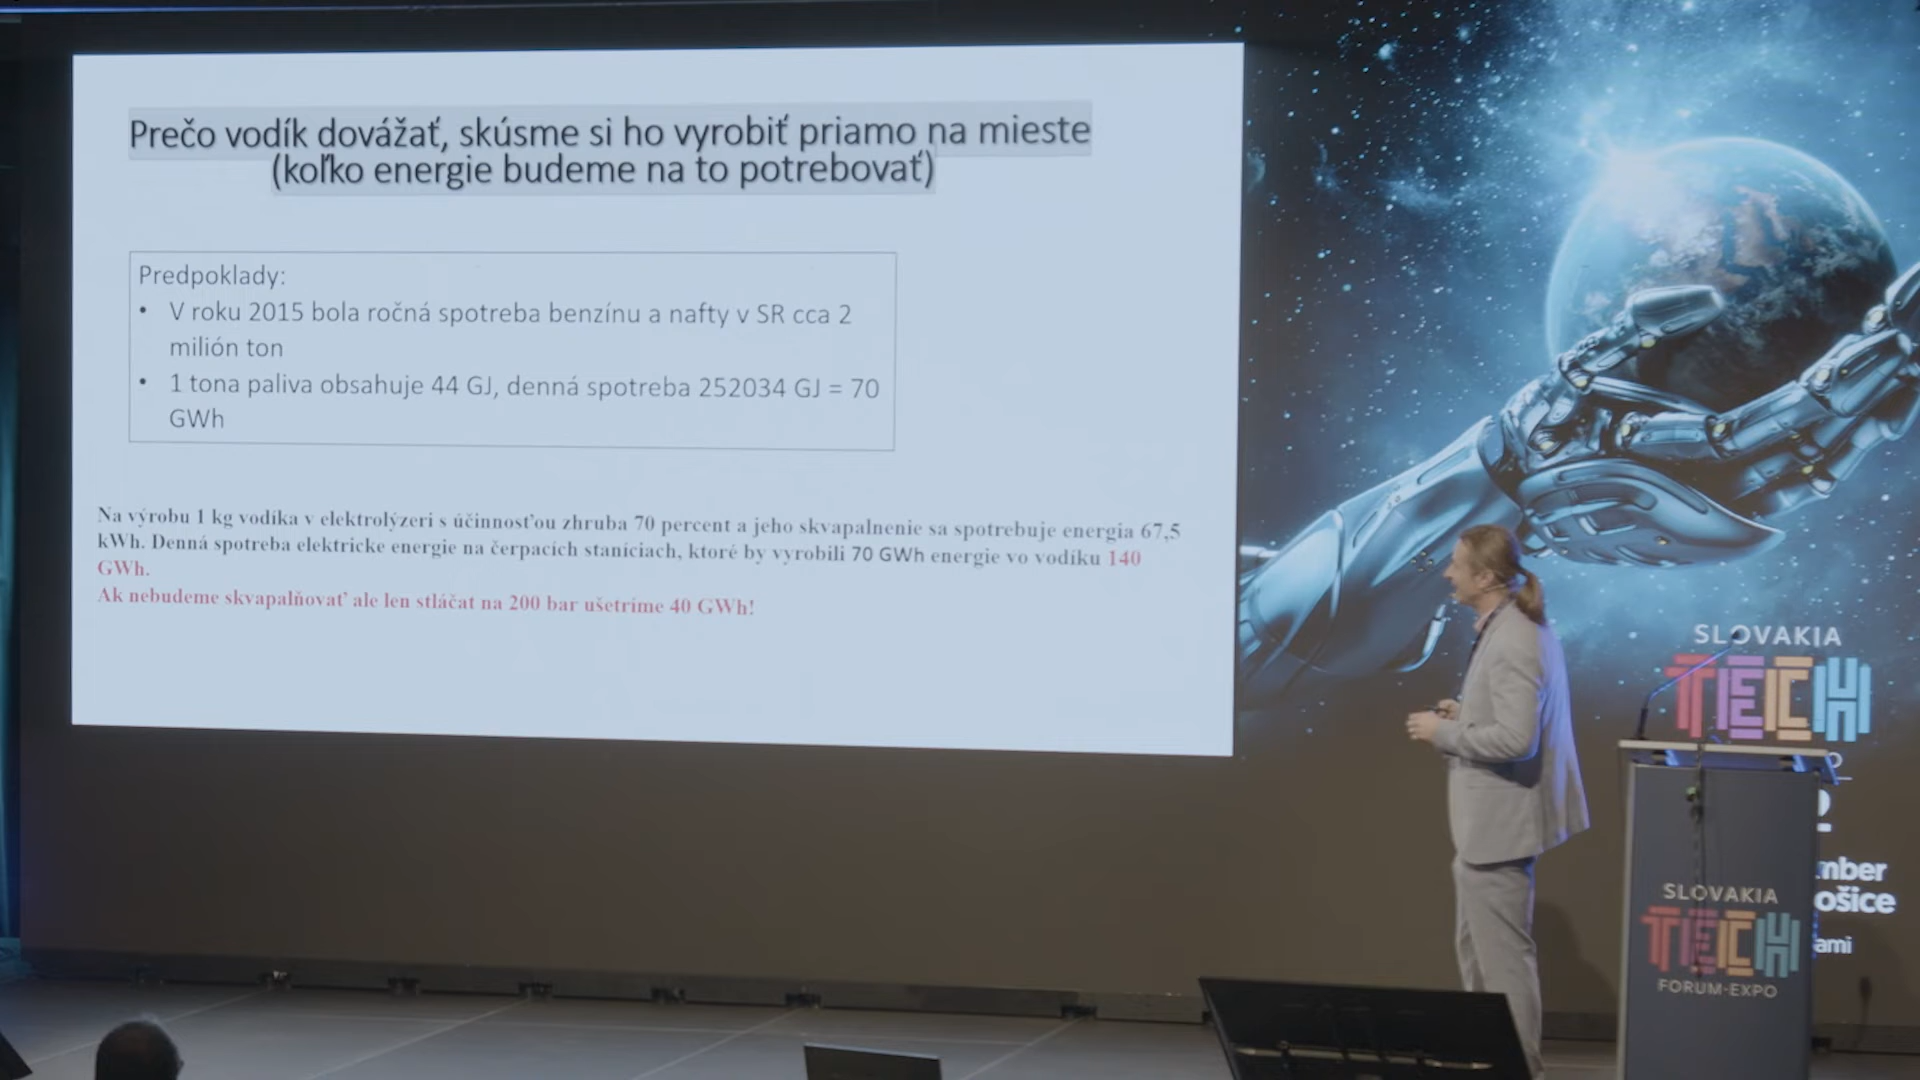 Prečo vodík dovážať, skúsme si ho vyrobiť priamo na mieste
(koľko energie budeme na to potrebovať)
Predpoklady:
• V roku 2015 bola ročná spotreba benzínu a nafty v SR cca 2
milión ton
• 1 tona paliva obsahuje 44 GJ, denná spotreba 252034 GJ = 70
GWh
Na výrobu 1 kg vodíka v elektrolýzeri s účinnosťou zhruba 70 percent a jeho skvapalnenie sa spotrebuje energia 67,5
kWh. Denná spotreba elektricke energie na čerpacích staníciach, ktoré by vyrobili 70 GWh energie vo vodíku 140
GWh.
Ak nebudeme skvapalňovať ale len stláčat na 200 bar ušetríme 40 GWh!
SLOVAKIA
TECH
SLOVAKIA
TECH
FORUM-EXPO